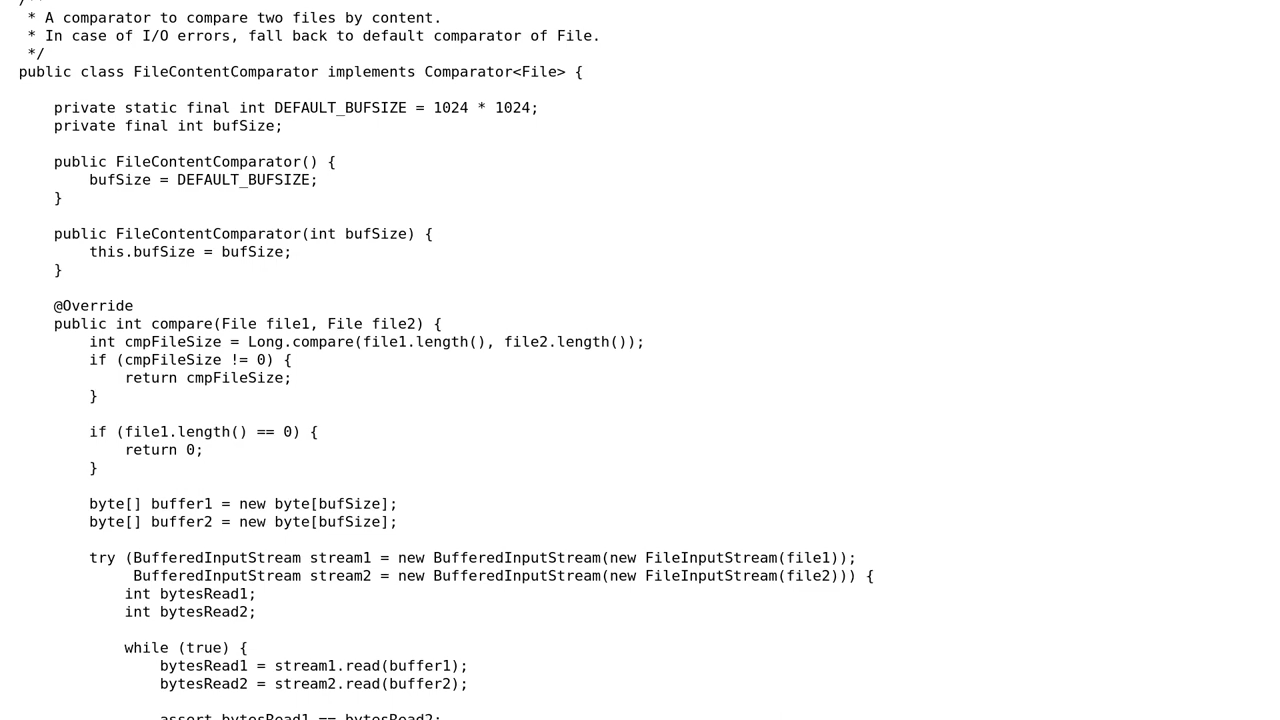 /**
 * A comparator to compare two files by content.
 * In case of I/O errors, fall back to default comparator of File.
 */
public class FileContentComparator implements Comparator<File> {

    private static final int DEFAULT_BUFSIZE = 1024 * 1024;
    private final int bufSize;

    public FileContentComparator() {
        bufSize = DEFAULT_BUFSIZE;
    }

    public FileContentComparator(int bufSize) {
        this.bufSize = bufSize;
    }

    @Override
    public int compare(File file1, File file2) {
        int cmpFileSize = Long.compare(file1.length(), file2.length());
        if (cmpFileSize != 0) {
            return cmpFileSize;
        }

        if (file1.length() == 0) {
            return 0;
        }

        byte[] buffer1 = new byte[bufSize];
        byte[] buffer2 = new byte[bufSize];

        try (BufferedInputStream stream1 = new BufferedInputStream(new FileInputStream(file1));
             BufferedInputStream stream2 = new BufferedInputStream(new FileInputStream(file2))) {
            int bytesRead1;
            int bytesRead2;

            while (true) {
                bytesRead1 = stream1.read(buffer1);
                bytesRead2 = stream2.read(buffer2);

                assert bytesRead1 == bytesRead2;